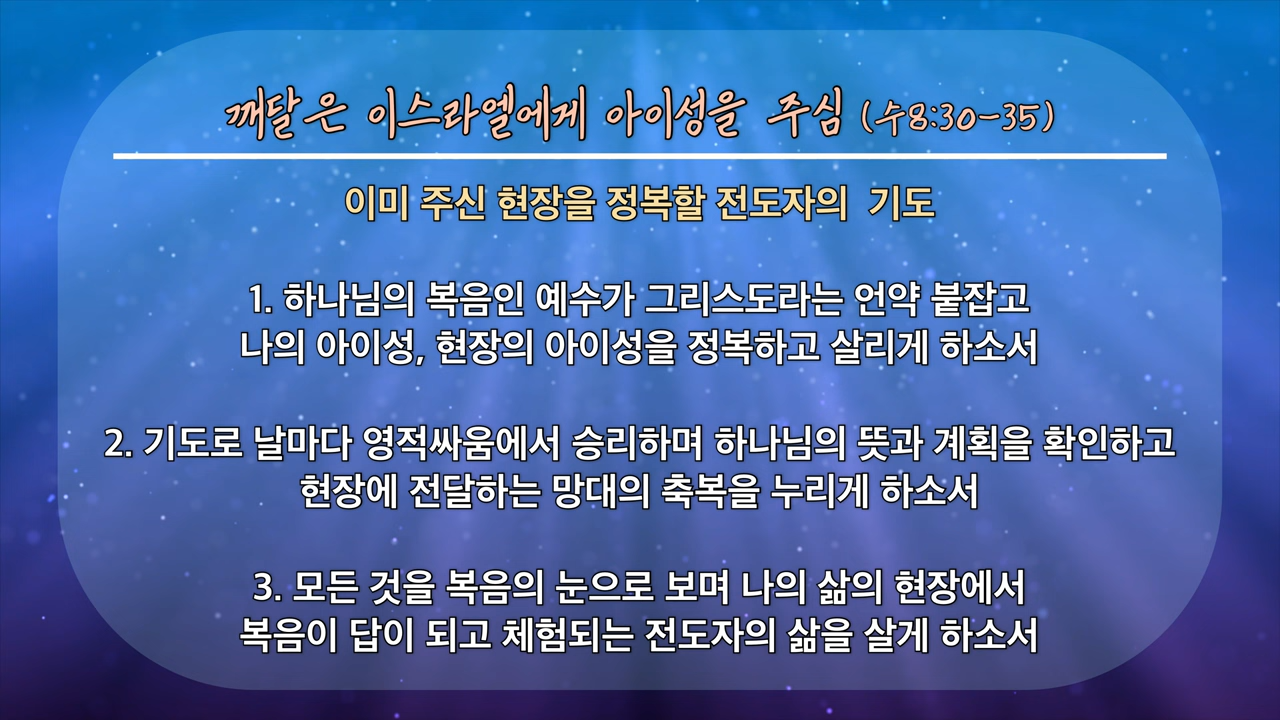 깨달은 이스라엘에게 아이성을 주심 (수8:30-35)
이미 주신 현장을 정복할 전도자의 기도
1. 하나님의 복음인 예수가 그리스도라는 언약 붙잡고
나의 아이성, 현장의 아이성을 정복하고 살리게 하소서
2. 기도로 날마다 영적싸움에서 승리하며 하나님의 뜻과 계획을 확인하고
현장에 전달하는 망대의 축복을 누리게 하소서
3. 모든 것을 복음의 눈으로 보며 나의 삶의 현장에서
복음이 답이 되고 체험되는 전도자의 삶을 살게 하소서